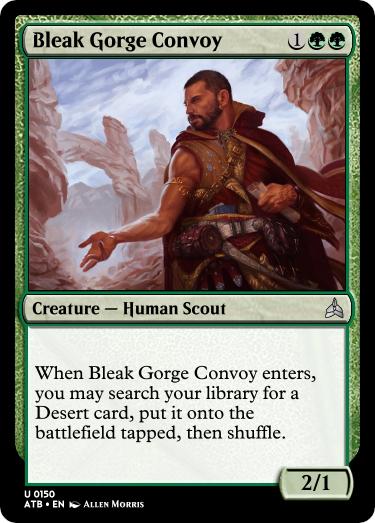 Bleak Gorge Convoy 1
Creature — Human Scout
When Bleak Gorge Convoy enters,
you may search your library for a
Desert card, put it onto the
battlefield tapped, then shuffle.
2/1
U 0150
ATB • EN Allen Morris